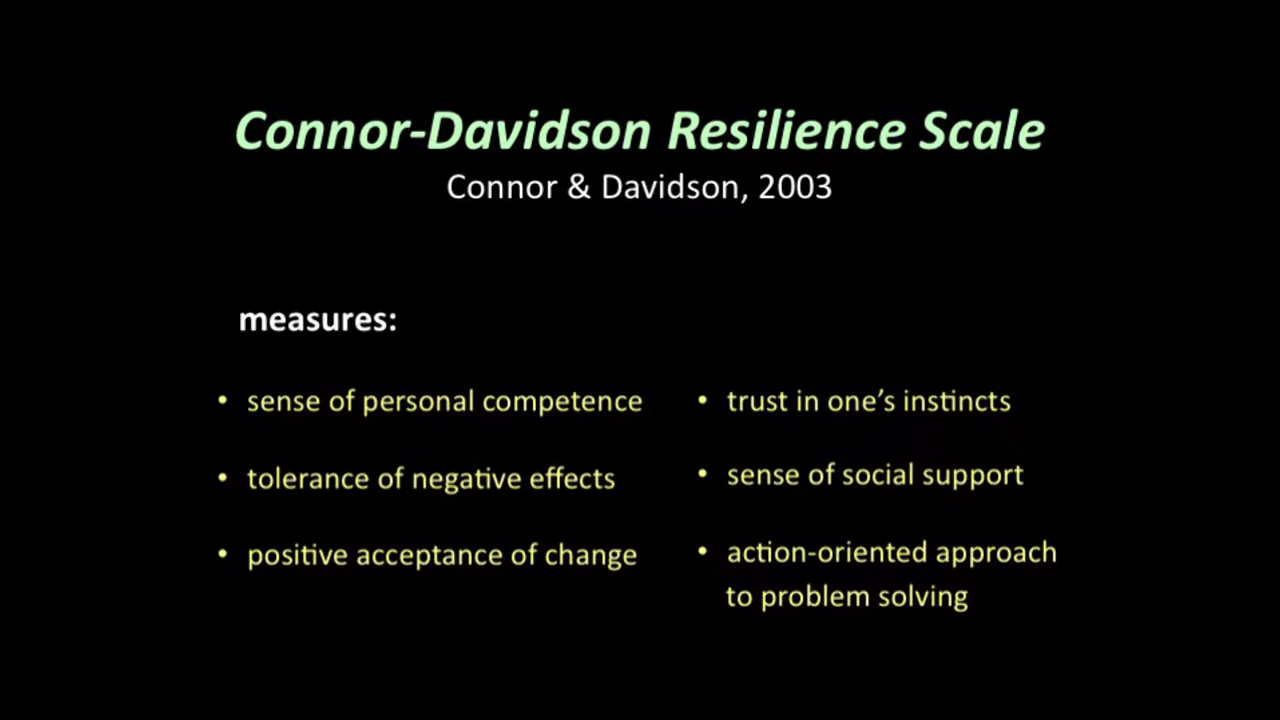 Connor-Davidson Resilience Scale
Connor & Davidson, 2003
measures:
• sense of personal competence
• tolerance of negative effects
• positive acceptance of change
• trust in one’s instincts
• sense of social support
• action-oriented approach
to problem solving